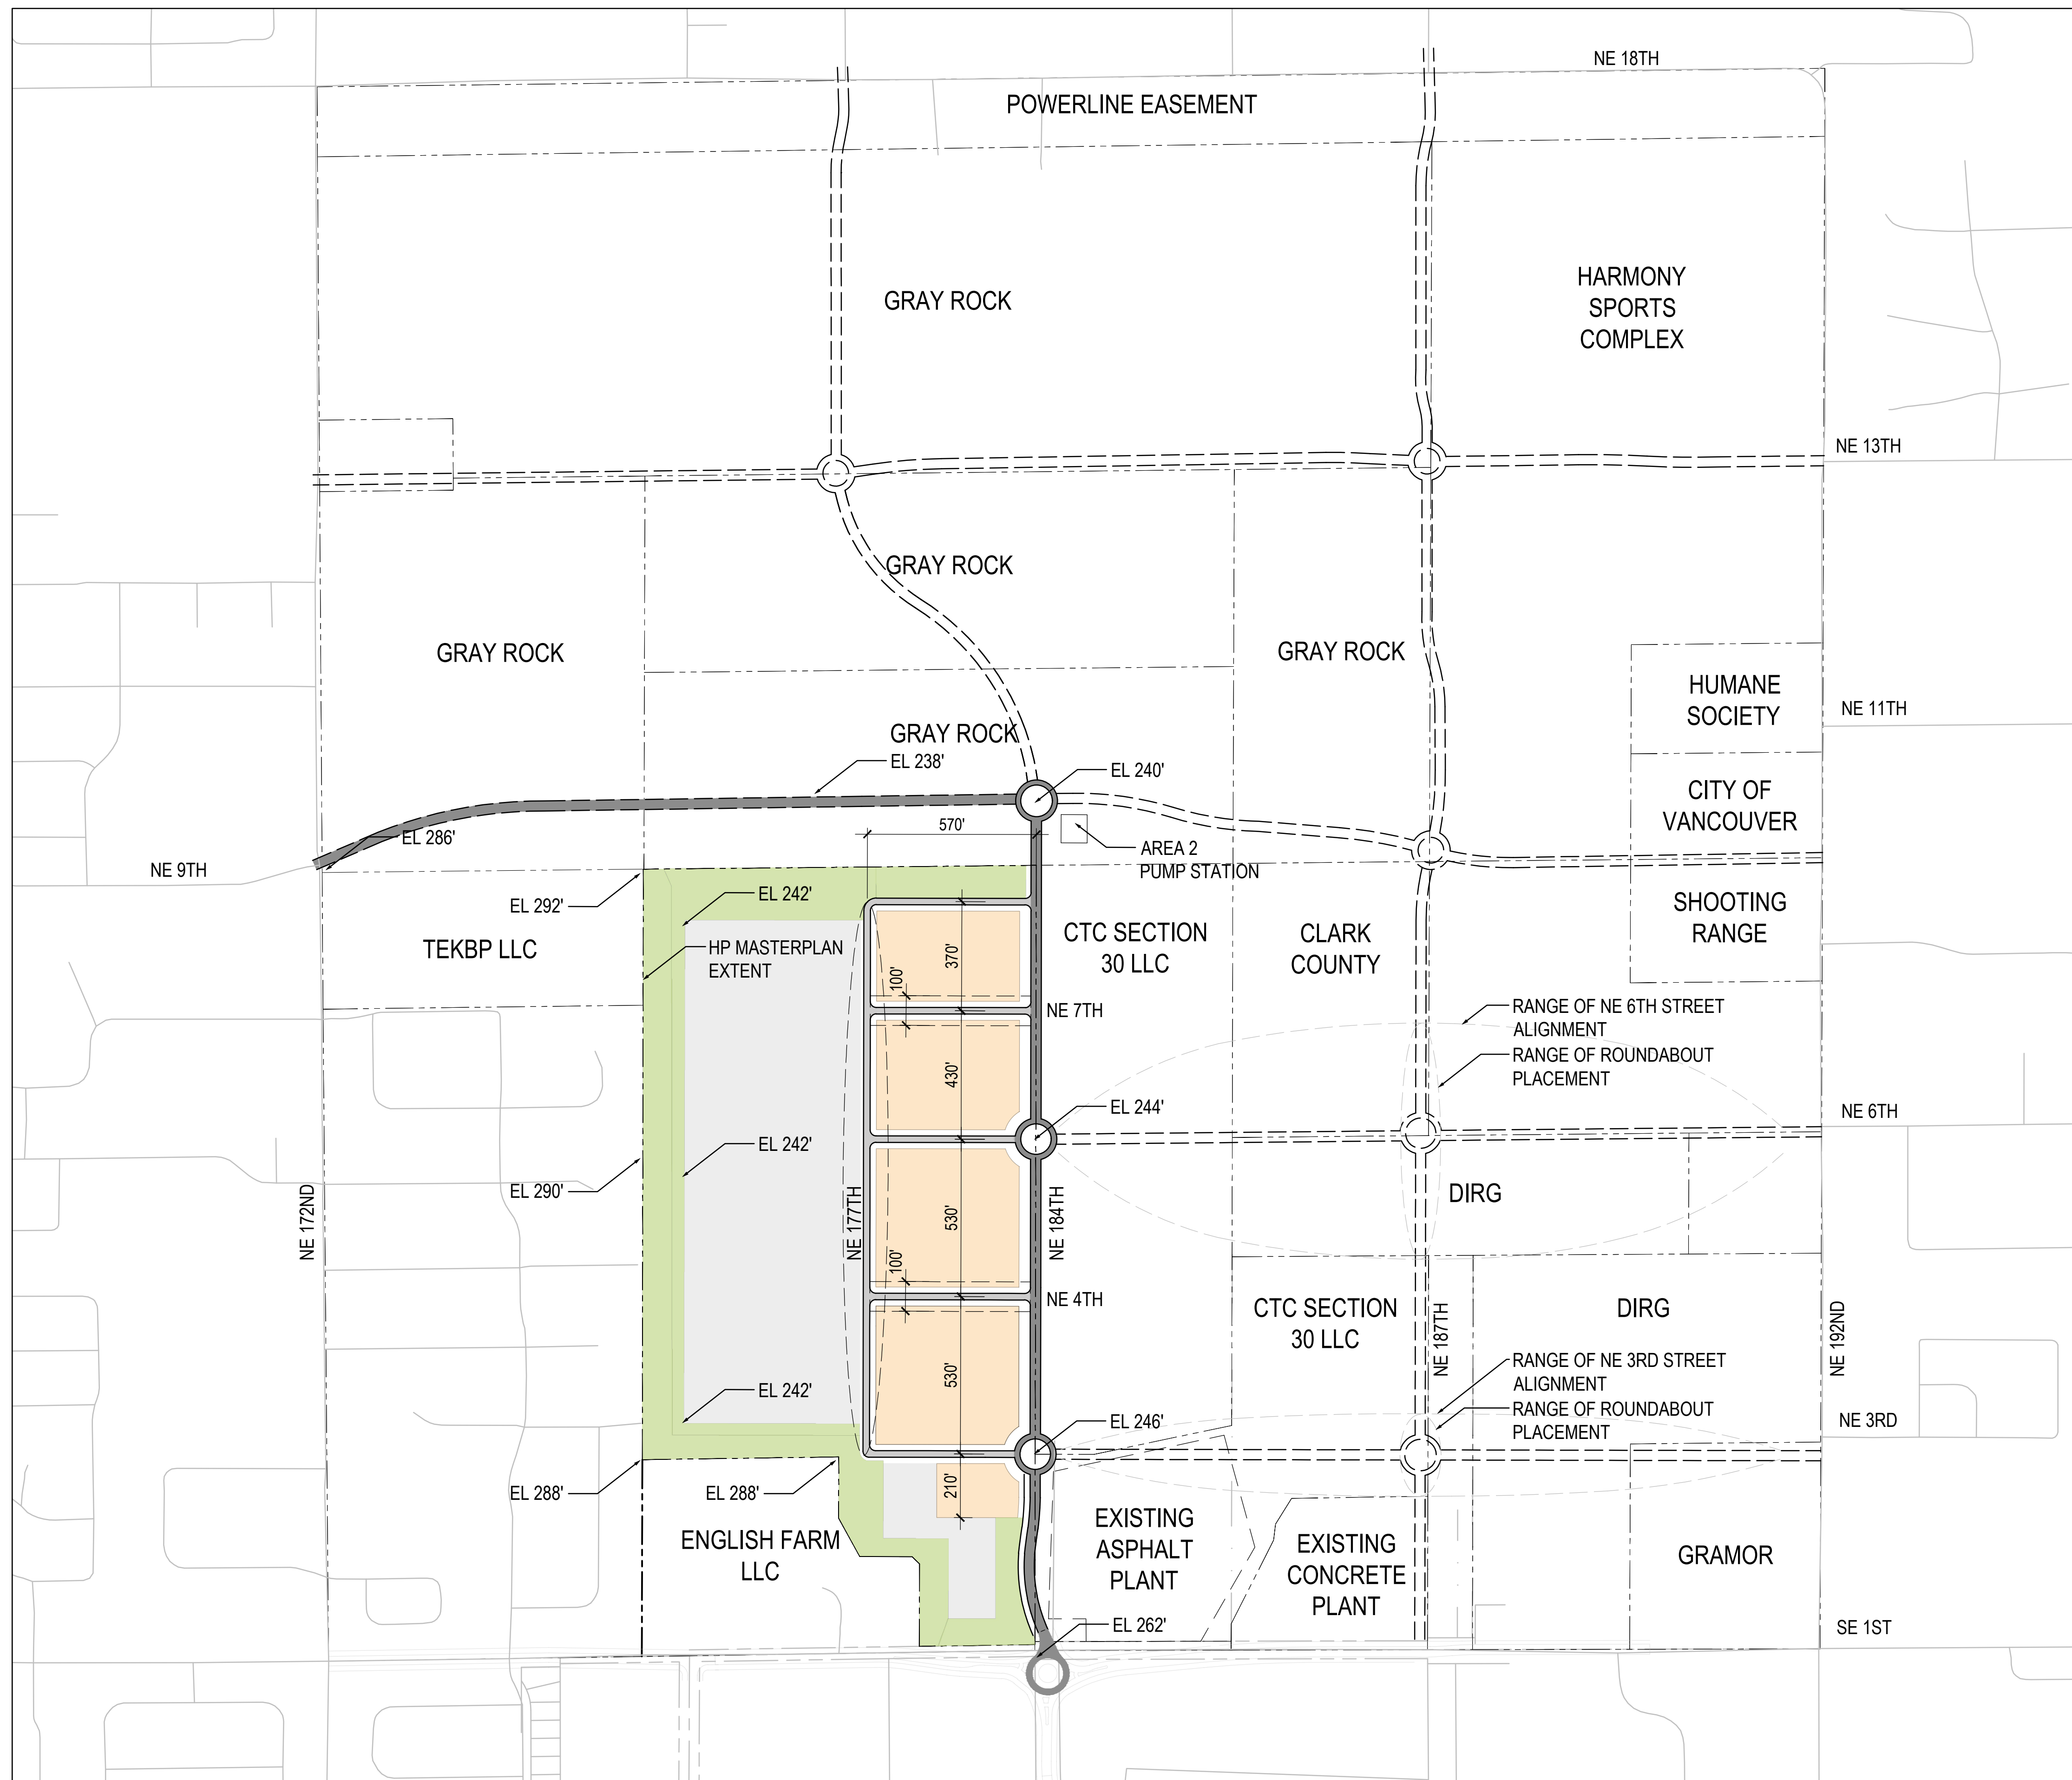 NE 18TH
POWERLINE EASEMENT
GRAY ROCK
HARMONY
SPORTS
COMPLEX
NE 13TH
GRAY ROCK
GRAY ROCK
GRAY ROCK
HUMANE
SOCIETY
NE 11TH
GRAY ROCK
EL 238'
EL 240'
CITY OF
VANCOUVER
570'
EL 286'
AREA 2
PUMP STATION
NE 9TH
EL 292'
EL 242'
SHOOTING
RANGE
CTC SECTION
30 LLC
CLARK
COUNTY
TEKBP LLC
HP MASTERPLAN
EXTENT
370'
100'
NE 7TH
RANGE OF NE 6TH STREET
ALIGNMENT
RANGE OF ROUNDABOUT
PLACEMENT
430'
EL 244'
NE 6TH
EL 242'
EL 290'
DIRG
NE 172ND
NE 177TH
530'
NE 184TH
100'
NE 4TH
CTC SECTION
30 LLC
NE 187TH
DIRG
NE 192ND
530'
EL 242'
RANGE OF NE 3RD STREET
ALIGNMENT
RANGE OF ROUNDABOUT
PLACEMENT
EL 246'
NE 3RD
EL 288'
EL 288'
210'
EXISTING
ASPHALT
PLANT
ENGLISH FARM
LLC
EXISTING
CONCRETE
PLANT
GRAMOR
EL 262'
SE 1ST